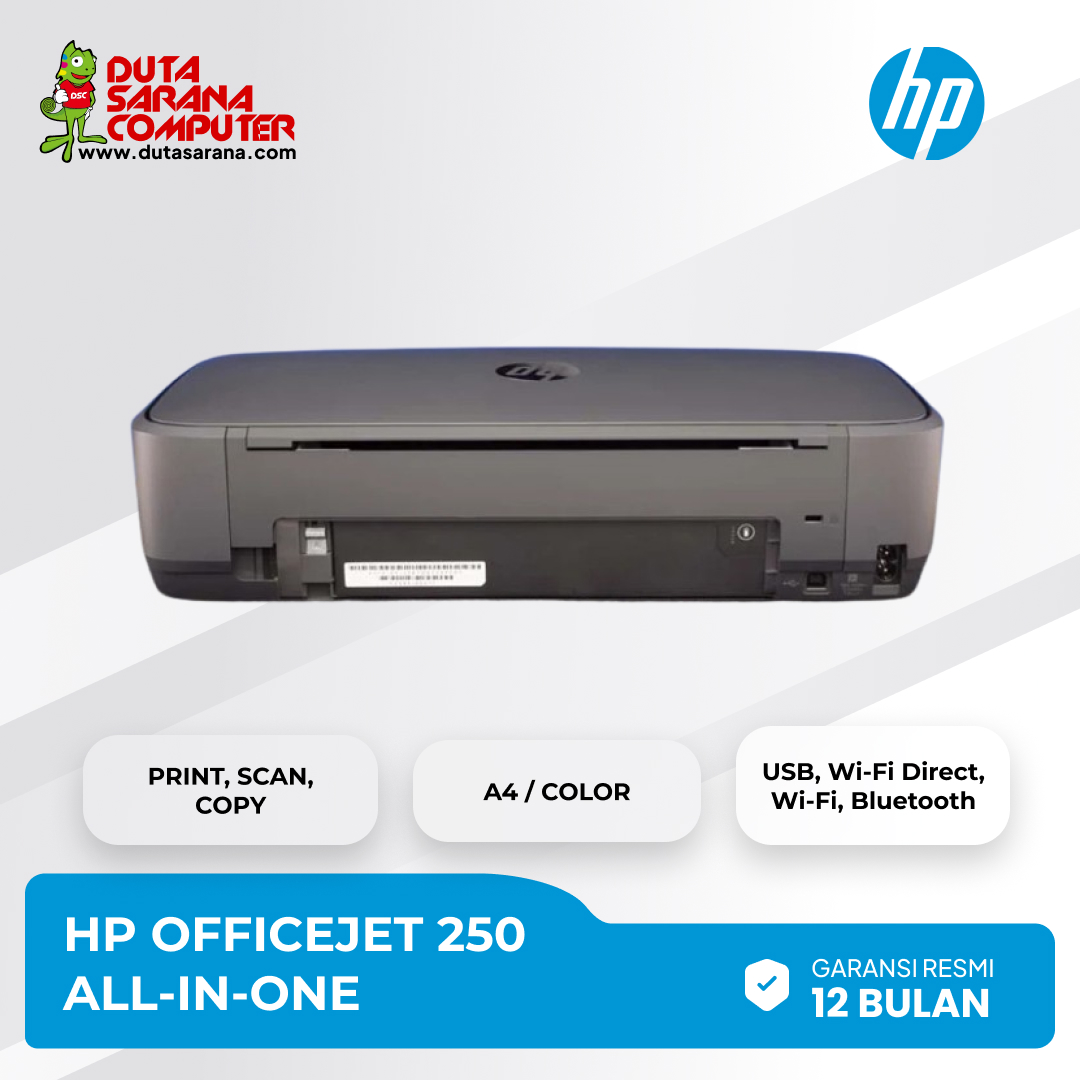 DUTA
SARANA
COMPUTER
www.dutasarana.com
DSC
hp
hp
PRINT, SCAN,
COPY
A4 / COLOR
USB, Wi-Fi Direct,
Wi-Fi, Bluetooth
HP OFFICEJET 250
ALL-IN-ONE
GARANSI RESMI
12 BULAN